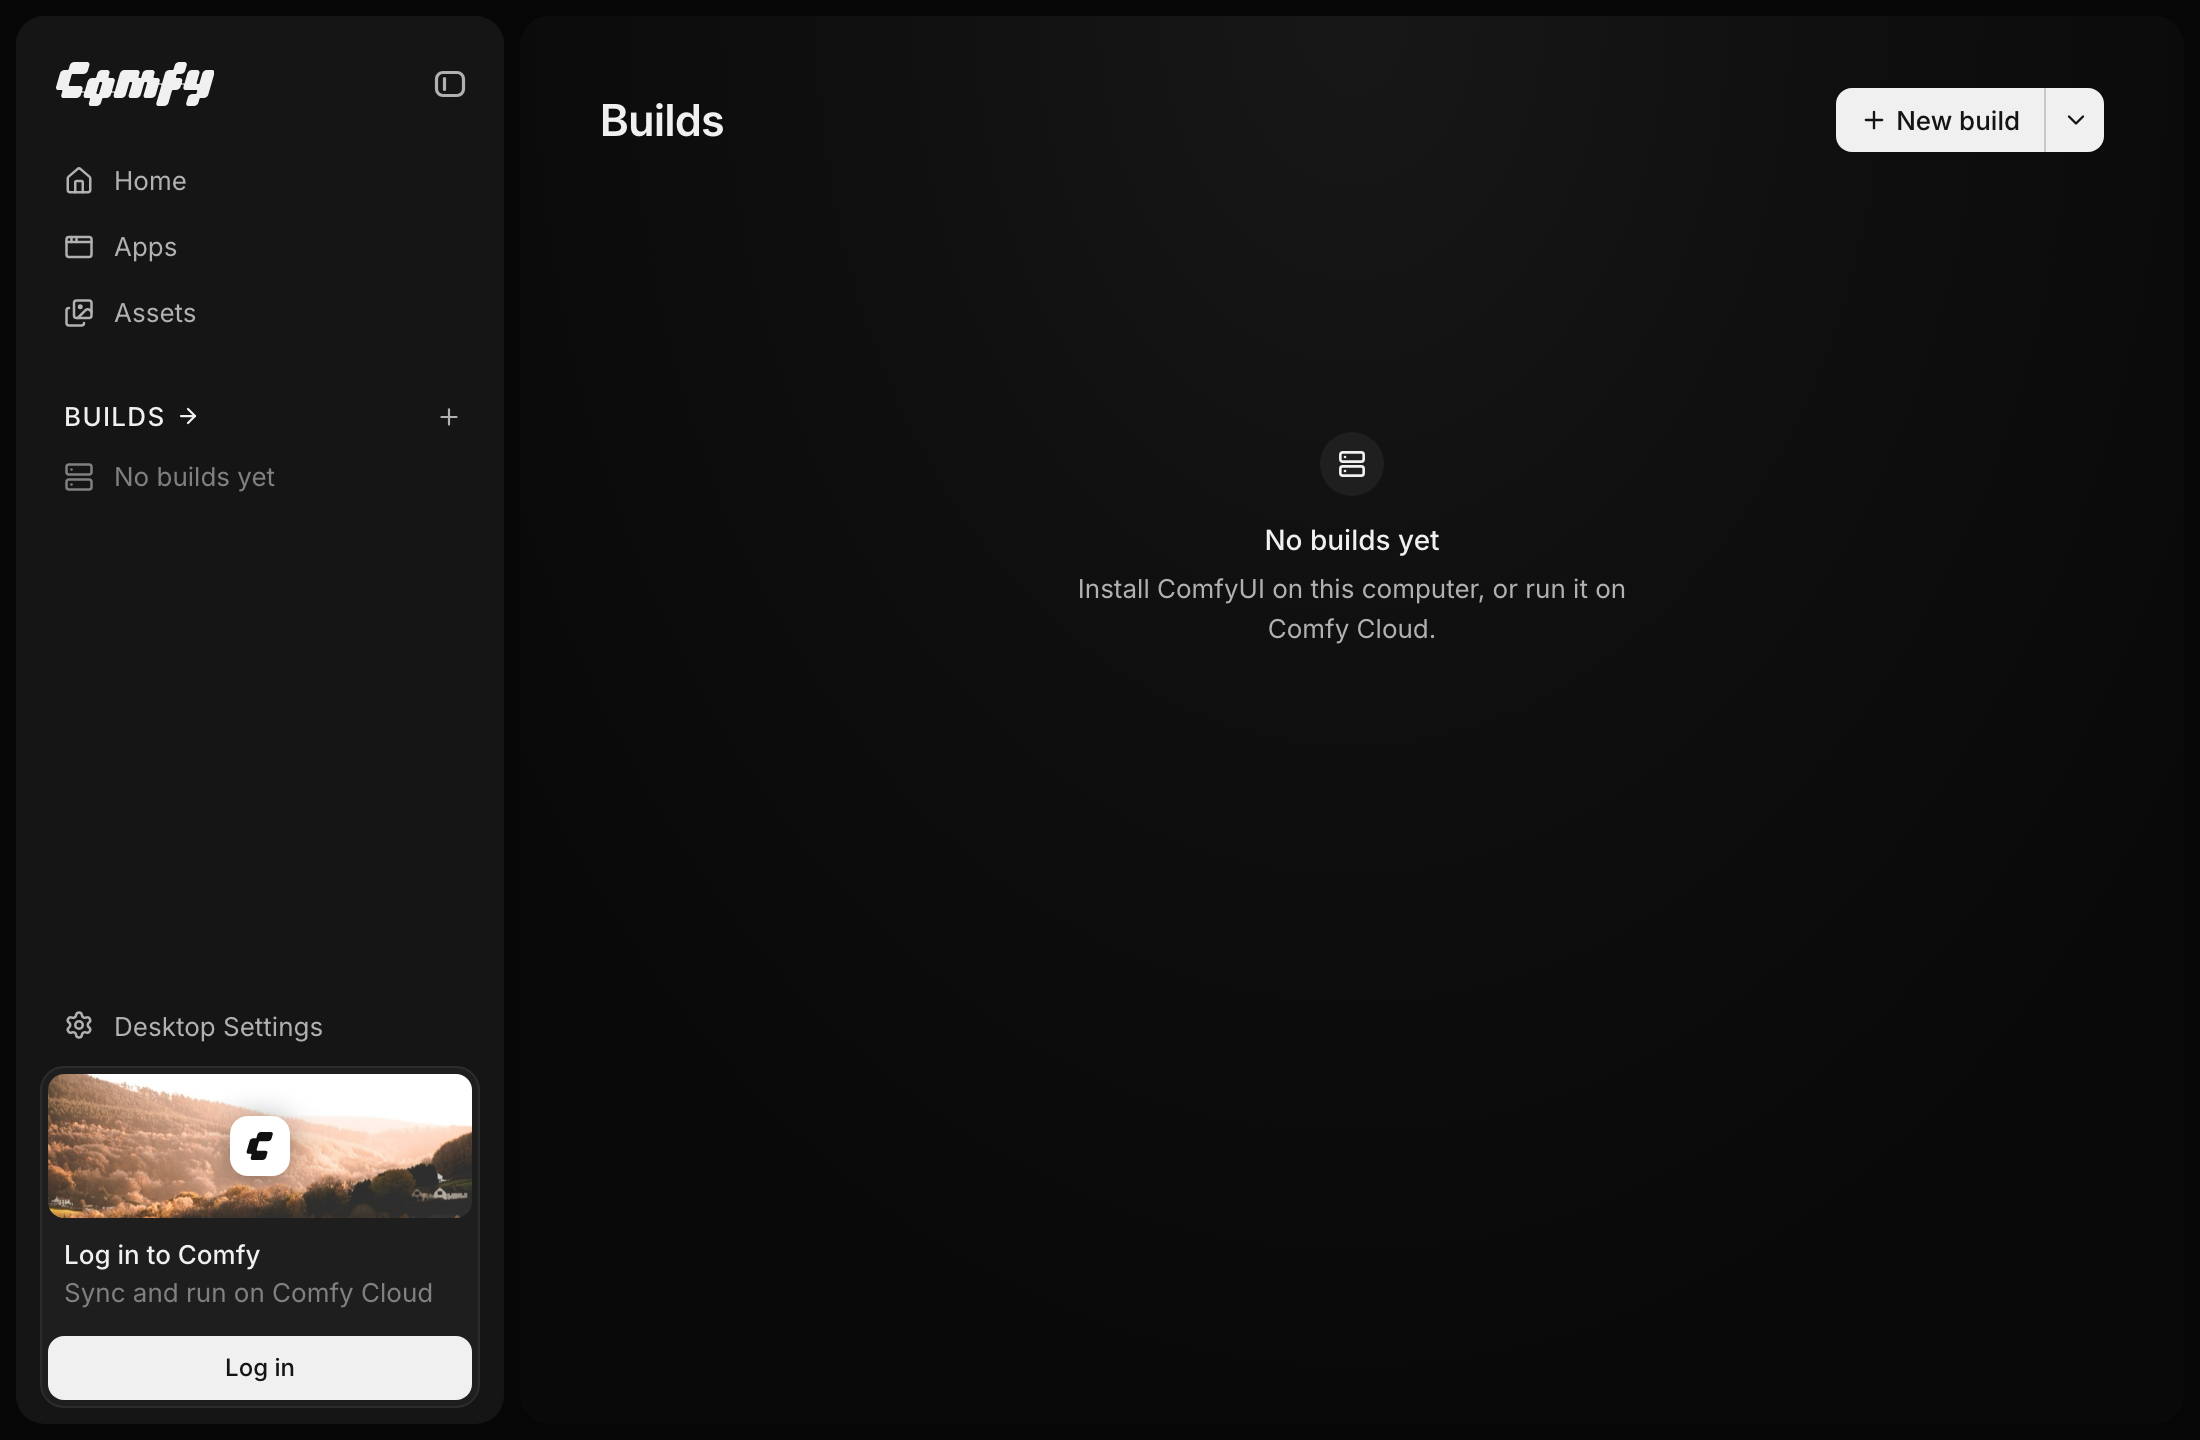 Comfy
Home
Apps
Assets
BUILDS
No builds yet
Desktop Settings
Log in to Comfy
Sync and run on Comfy Cloud
Log in
Builds
New build
No builds yet
Install ComfyUI on this computer, or run it on
Comfy Cloud.